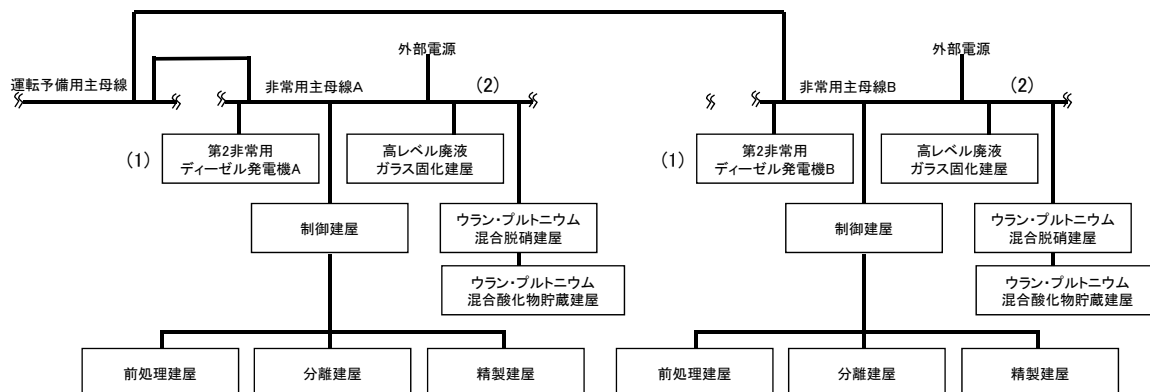 外部電源
外部電源
運転予備用主母線
非常用主母線A
(2)
非常用主母線B
(2)
(1)
第2非常用
ディーゼル発電機A
高レベル廃液
ガラス固化建屋
(1)
第2非常用
ディーゼル発電機B
高レベル廃液
ガラス固化建屋
制御建屋
ウラン・プルトニウム
混合脱硝建屋
制御建屋
ウラン・プルトニウム
混合脱硝建屋
ウラン・プルトニウム
混合酸化物貯蔵建屋
ウラン・プルトニウム
混合酸化物貯蔵建屋
前処理建屋
分離建屋
精製建屋
前処理建屋
分離建屋
精製建屋